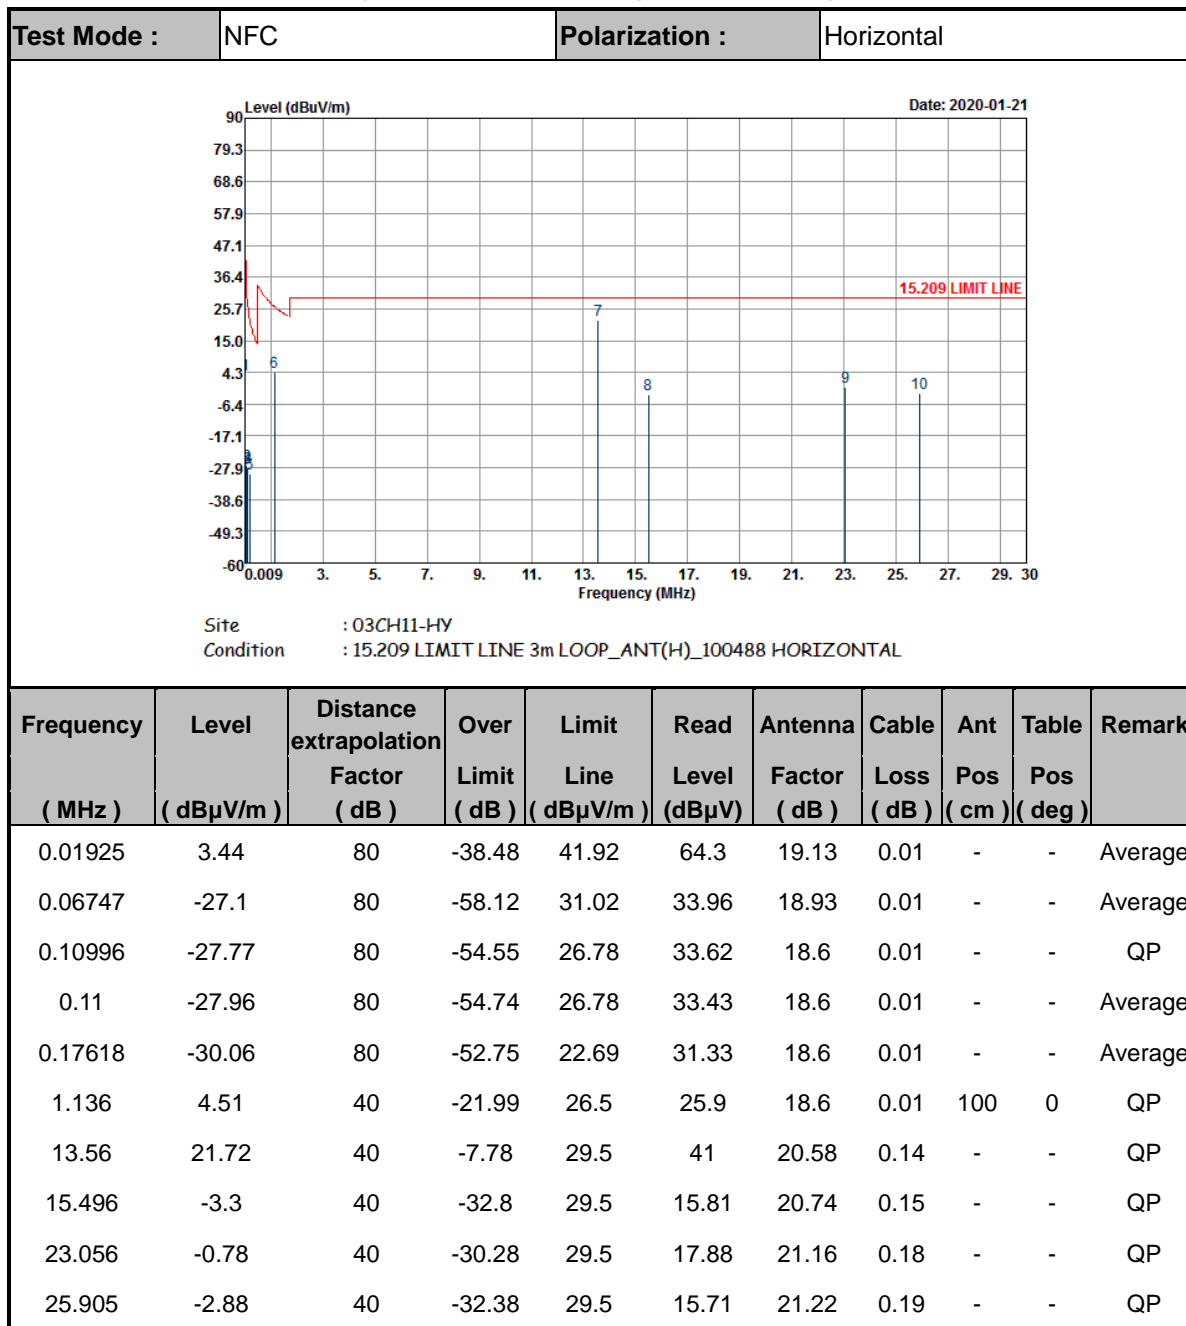 Test Mode : NFC Polarization : Horizontal
Level (dBuV/m) Date: 2020-01-21
90
79.3
68.6
57.9
47.1
36.4
15.209 LIMIT LINE
25.7
7
15.0
1 6
4.3
8 9 10
-6.4
-17.1
5
-27.9
-38.6
-49.3
-60
0.009 3. 5. 7. 9. 11. 13. 15. 17. 19. 21. 23. 25. 27. 29. 30
Frequency (MHz)
Site : 03CH11-HY
Condition : 15.209 LIMIT LINE 3m LOOP_ANT(H)_100488 HORIZONTAL
Frequency Level Distance extrapolation Over Limit Read Antenna Cable Ant Table Remark
Factor Limit Line Level Factor Loss Pos Pos
( MHz ) ( dBµV/m ) ( dB ) ( dB ) ( dBµV/m ) (dBµV) ( dB ) ( dB ) ( cm ) ( deg )
0.01925 3.44 80 -38.48 41.92 64.3 19.13 0.01 - - Average
0.06747 -27.1 80 -58.12 31.02 33.96 18.93 0.01 - - Average
0.10996 -27.77 80 -54.55 26.78 33.62 18.6 0.01 - - QP
0.11 -27.96 80 -54.74 26.78 33.43 18.6 0.01 - - Average
0.17618 -30.06 80 -52.75 22.69 31.33 18.6 0.01 - - Average
1.136 4.51 40 -21.99 26.5 25.9 18.6 0.01 100 0 QP
13.56 21.72 40 -7.78 29.5 41 20.58 0.14 - - QP
15.496 -3.3 40 -32.8 29.5 15.81 20.74 0.15 - - QP
23.056 -0.78 40 -30.28 29.5 17.88 21.16 0.18 - - QP
25.905 -2.88 40 -32.38 29.5 15.71 21.22 0.19 - - QP